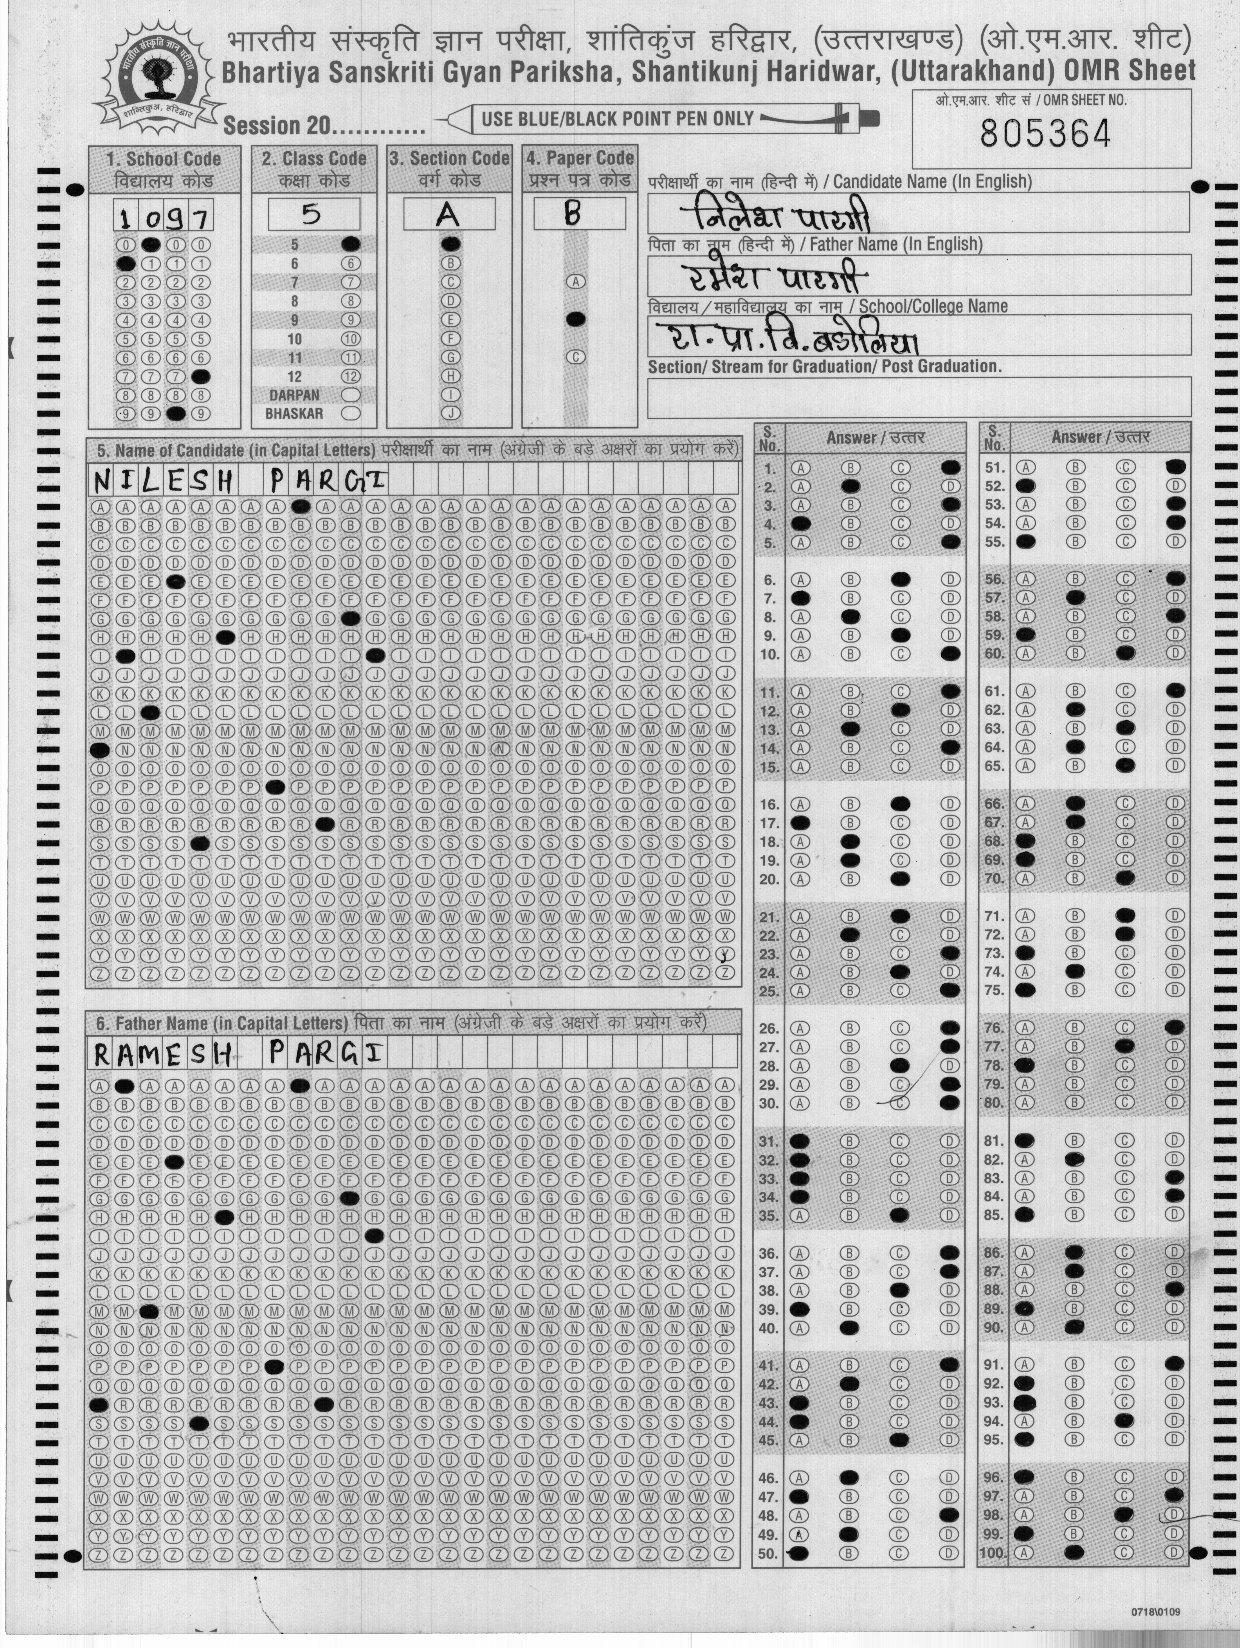 भारतीय संस्कृति ज्ञान परीक्षा, शांतिकुंज हरिद्वार, (उत्तराखण्ड) (ओ.एम.आर. शीट)
Bhartiya Sanskriti Gyan Pariksha, Shantikunj Haridwar, (Uttarakhand) OMR Sheet
Session 20............
USE BLUE/BLACK POINT PEN ONLY
ओ.एम.आर. शीट सं / OMR SHEET NO.
805364
1. School Code
विद्यालय कोड
1097
2. Class Code
कक्षा कोड
5
5
6
7
8
9
10
11
12
DARPAN
BHASKAR
3. Section Code
वर्ग कोड
A
4. Paper Code
प्रश्न पत्र कोड
B
परीक्षार्थी का नाम (हिन्दी में) / Candidate Name (In English)
निलेश पारगी
पिता का नाम (हिन्दी में) / Father Name (In English)
रमेश पारगी
विद्यालय / महाविद्यालय का नाम / School/College Name
रा.प्रा.वि.
Section/ Stream for Graduation/ Post Graduation.
5. Name of Candidate (in Capital Letters) परीक्षार्थी का नाम (अंग्रेजी के बड़े अक्षरों का प्रयोग करें)
NILESH PARGI
6. Father Name (in Capital Letters) पिता का नाम (अंग्रेजी के बड़े अक्षरों का प्रयोग करें)
RAMESH PARGI
S. No.
Answer / उत्तर
S. No.
Answer / उत्तर
0718\0109